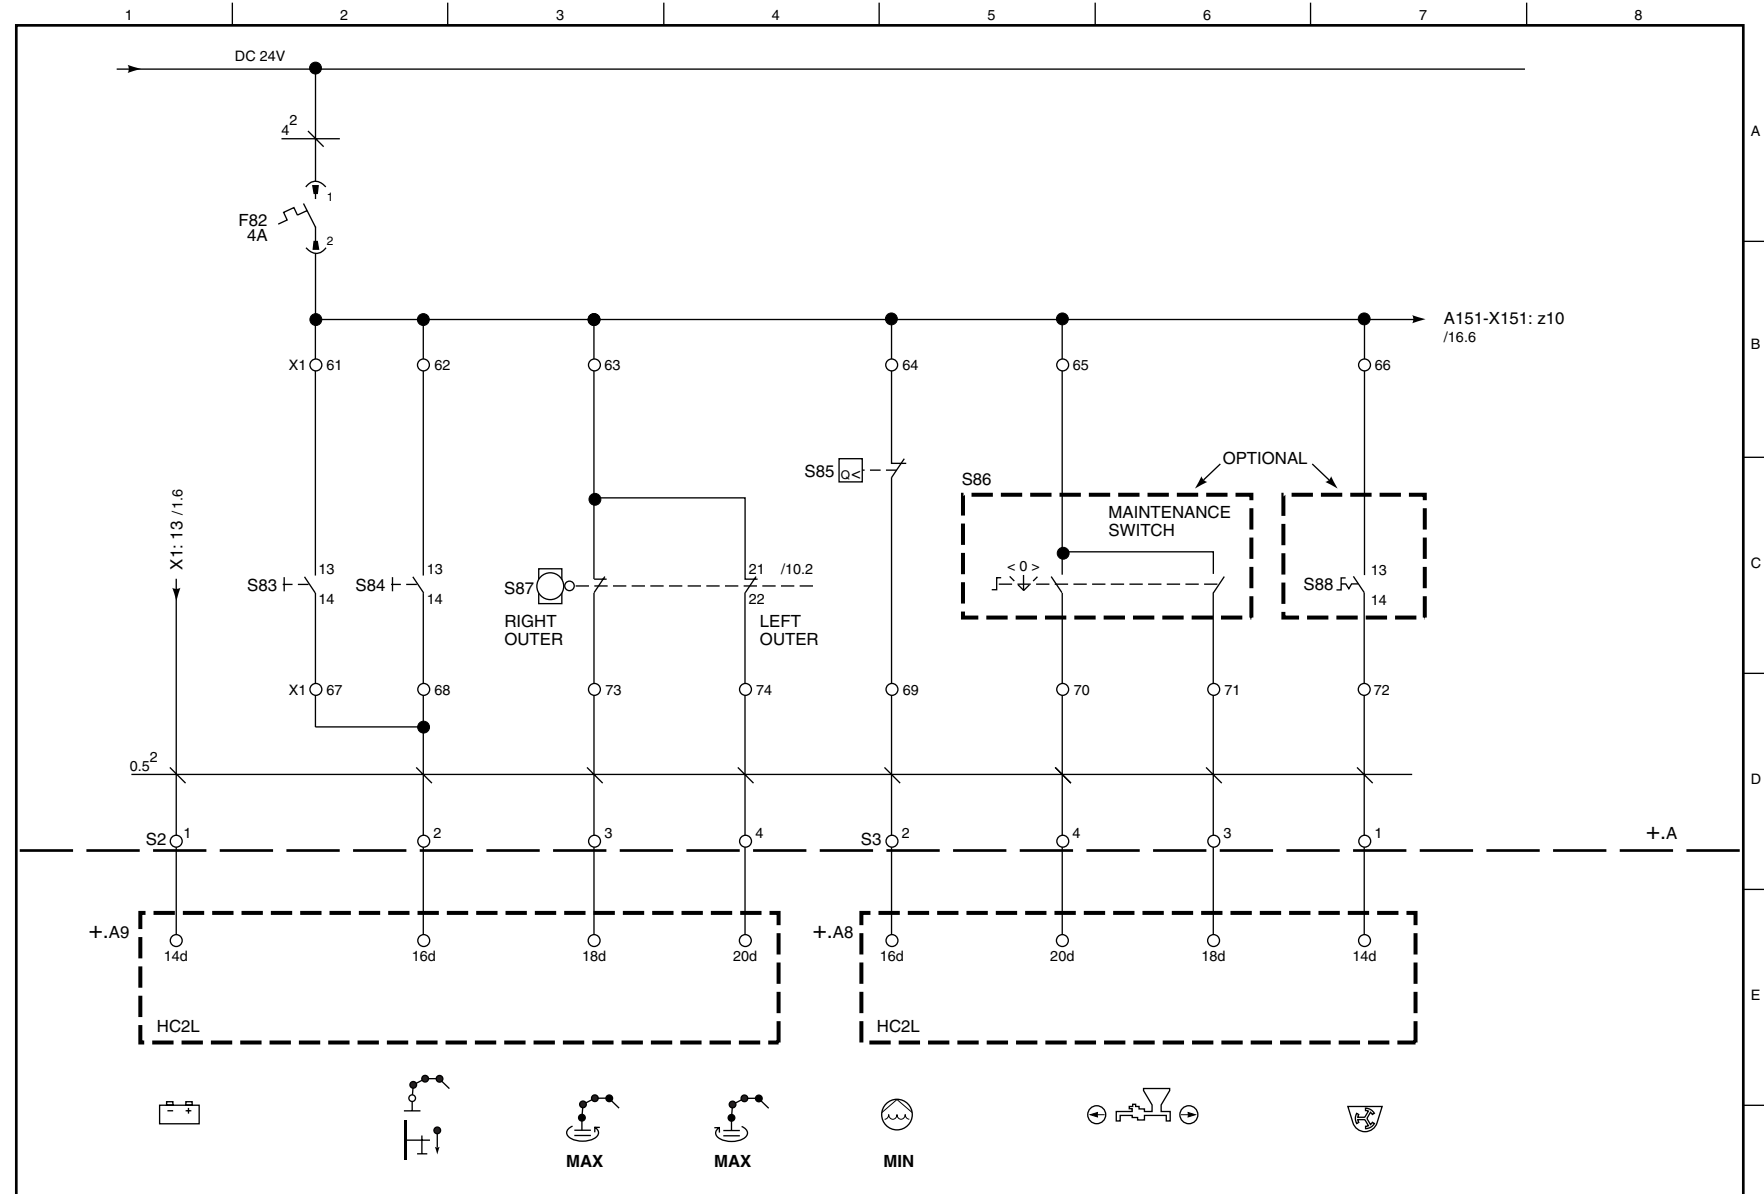 1 2 3 4 5 6 7 8
DC 24V
A
4²
1
F82
4A
2
A151-X151: z10
/16.6
B
X1 61 62 63 64 65 66
S85 Q<
OPTIONAL
S86
X1: 13 /1.6
MAINTENANCE
SWITCH
C
S83 13
14
S84 13
14
S87
21 /10.2
22
RIGHT
OUTER
LEFT
OUTER
< 0 >
S88 13
14
X1 67 68 73 74 69 70 71 72
0.5²
D
S2 1 2 3 4 S3 2 4 3 1
+.A
+.A9
14d 16d 18d 20d
+.A8
16d 20d 18d 14d
E
HC2L HC2L
- +
MAX MAX MIN